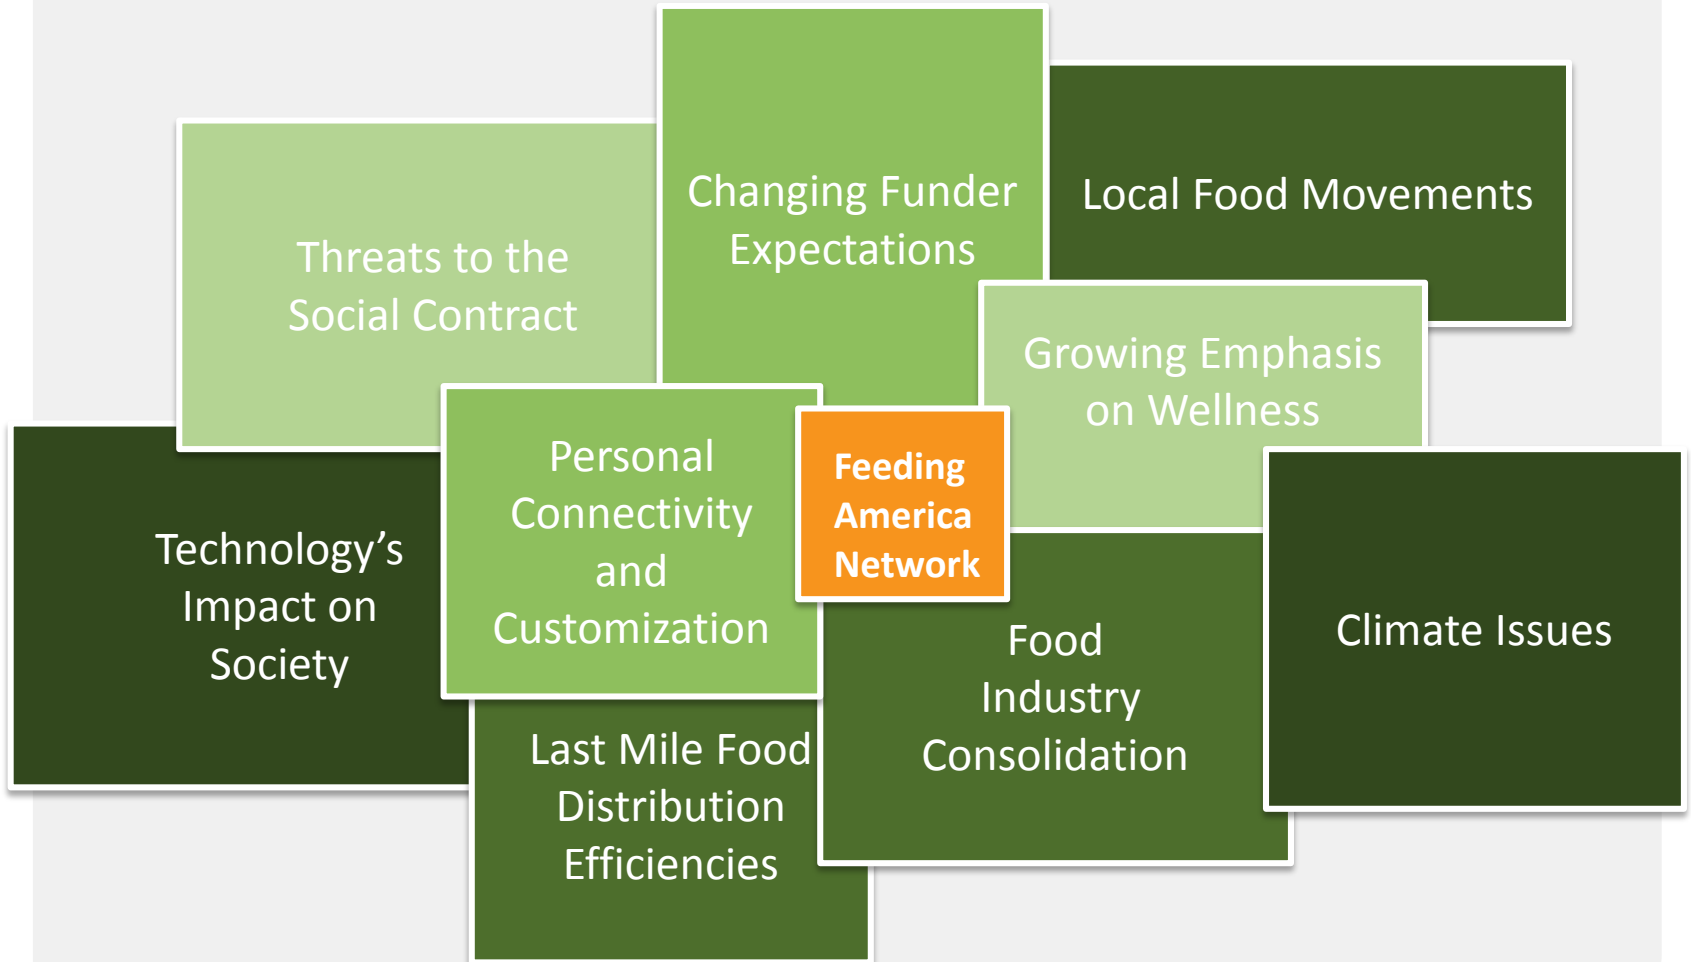 Changing Funder
Expectations
Local Food Movements
Threats to the
Social Contract
Growing Emphasis
on Wellness
Personal
Connectivity
and
Customization
Feeding
America
Network
Technology’s
Impact on
Society
Food
Industry
Consolidation
Climate Issues
Last Mile Food
Distribution
Efficiencies